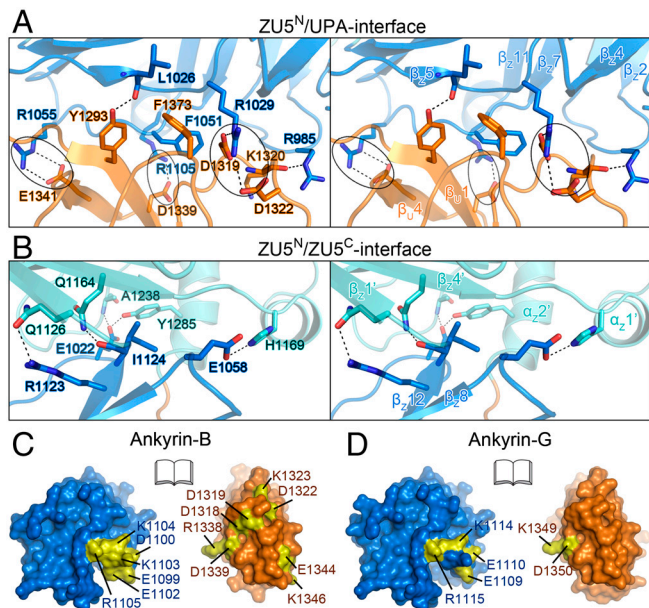 A
ZU5ᴺ/UPA-interface
L1026
R1055
Y1293
F1373
F1051
R1029
R985
R1105
D1319
K1320
E1341
D1339
D1322
βz5
βz11
βz7
βz4
βz2
βU4
βU1
B
ZU5ᴺ/ZU5ᶜ-interface
Q1164
A1238
Q1126
Y1285
E1022
I1124
H1169
E1058
R1123
βz1'
βz4'
αz2'
αz1'
βz12
βz8
C
Ankyrin-B
K1104
D1100
K1103
E1099
E1102
R1105
K1323
D1319
D1322
D1318
R1338
D1339
E1344
K1346
D
Ankyrin-G
K1114
E1110
E1109
R1115
K1349
D1350